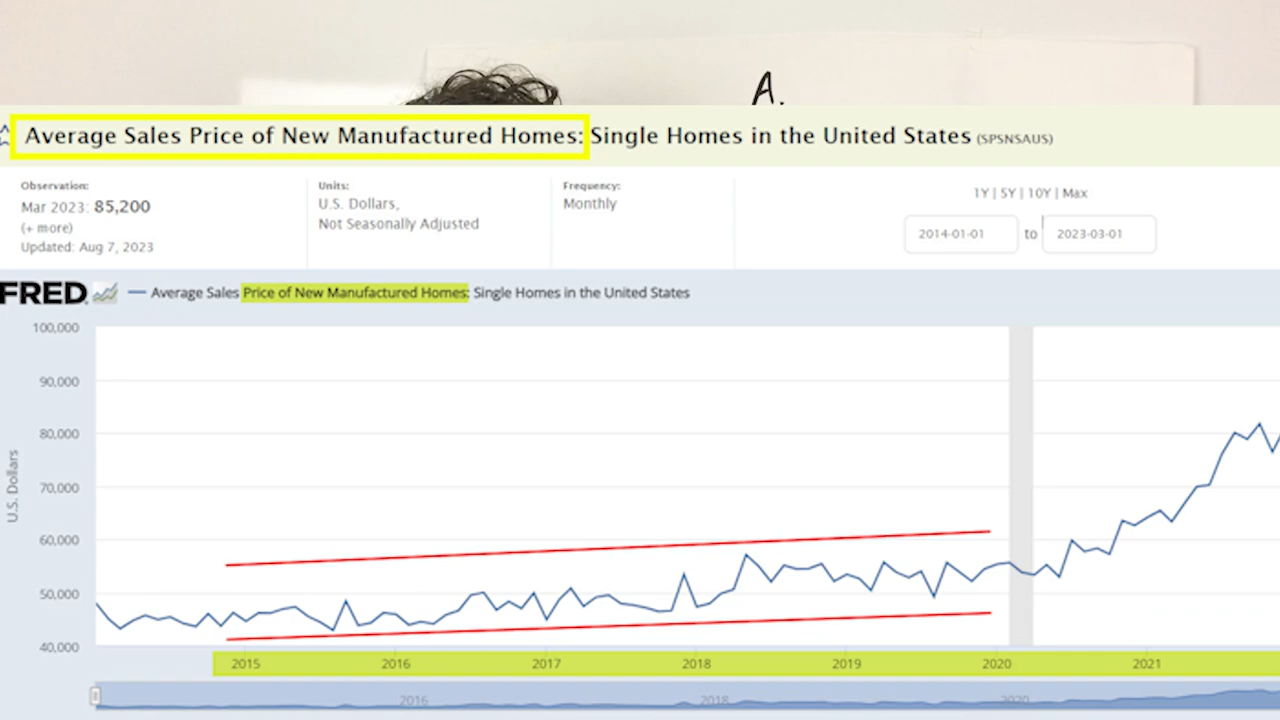 A.
Average Sales Price of New Manufactured Homes: Single Homes in the United States (SPSNSAUS)
Observation:
Mar 2023: 85,200
(+ more)
Updated: Aug 7, 2023
Units:
U.S. Dollars,
Not Seasonally Adjusted
Frequency:
Monthly
1Y | 5Y | 10Y | Max
2014-01-01 to 2023-03-01
FRED
Average Sales Price of New Manufactured Homes: Single Homes in the United States
100,000
90,000
80,000
70,000
60,000
50,000
40,000
U.S. Dollars
2015 2016 2017 2018 2019 2020 2021
2016 2018 2020